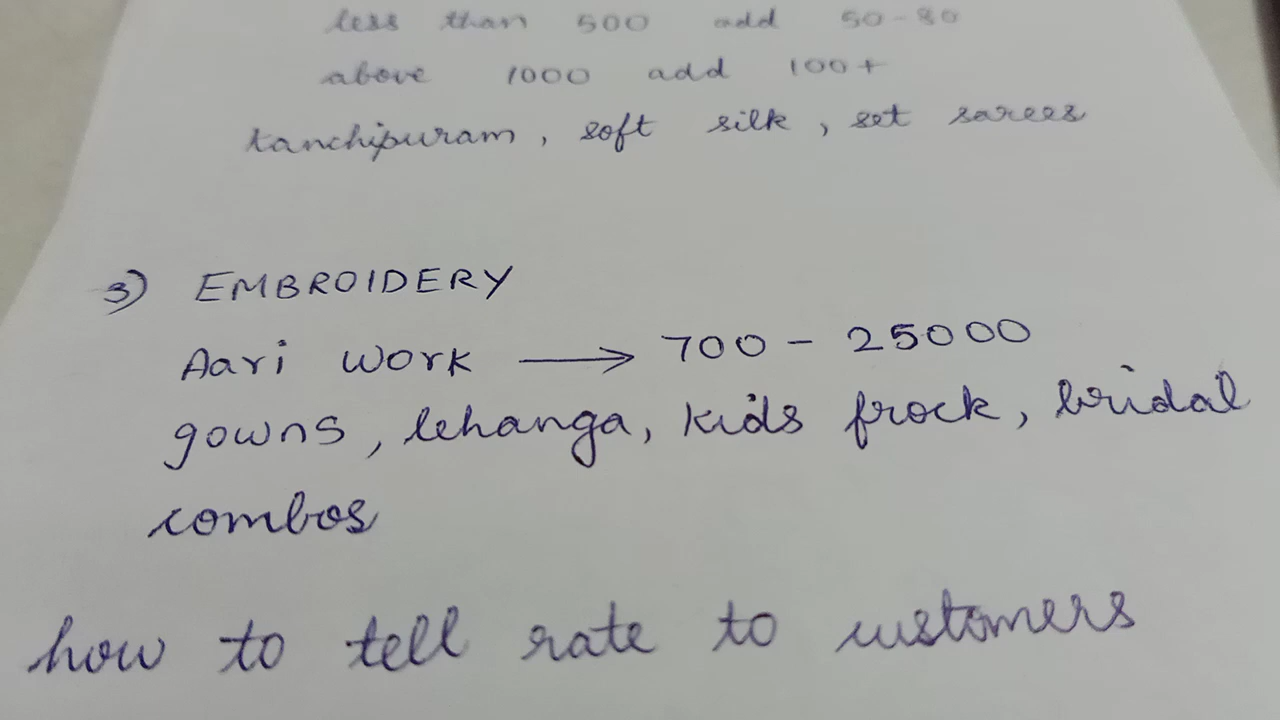 less than 500 add 50-80
above 1000 add 100+
kanchipuram, soft silk, set sarees
3) EMBROIDERY
Aari work → 700 - 25000
gowns, lehanga, kids frock, bridal
combos
how to tell rate to customers